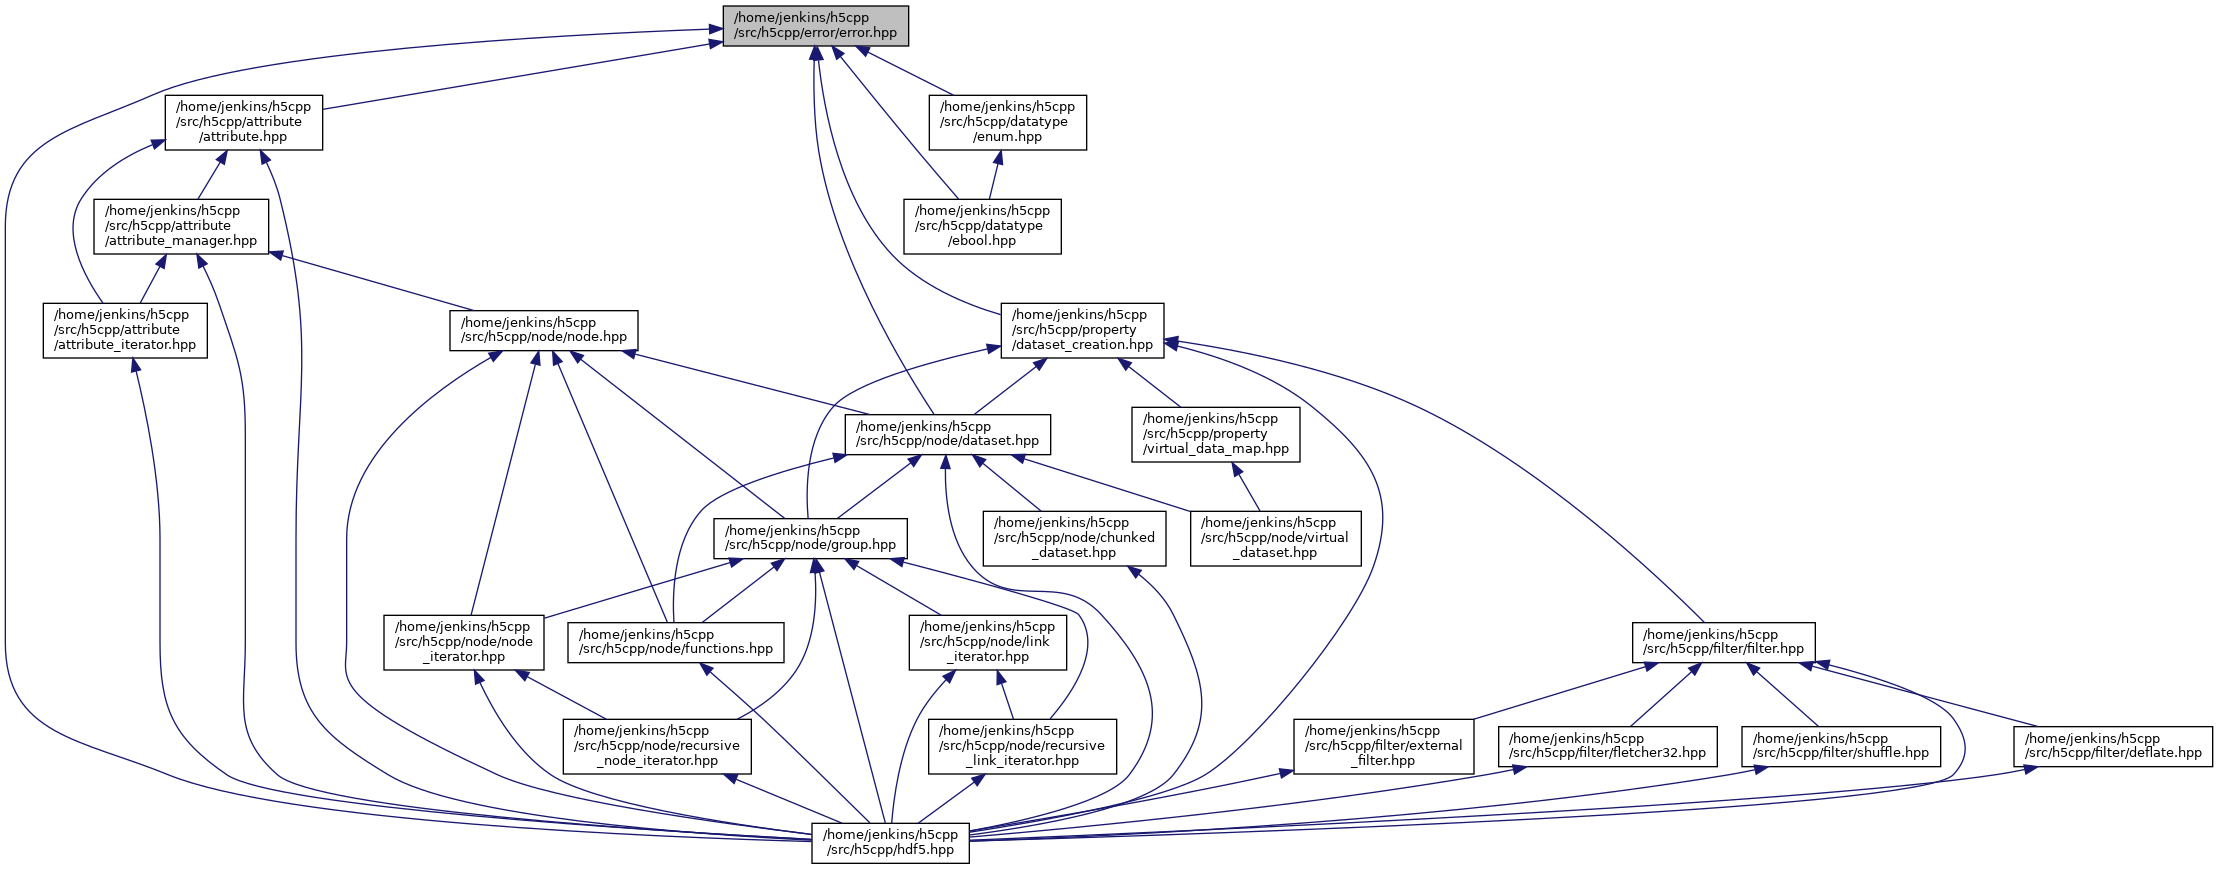 /home/jenkins/h5cpp
/src/h5cpp/error/error.hpp
/home/jenkins/h5cpp
/src/h5cpp/attribute
/attribute.hpp
/home/jenkins/h5cpp
/src/h5cpp/datatype
/enum.hpp
/home/jenkins/h5cpp
/src/h5cpp/attribute
/attribute_manager.hpp
/home/jenkins/h5cpp
/src/h5cpp/datatype
/ebool.hpp
/home/jenkins/h5cpp
/src/h5cpp/attribute
/attribute_iterator.hpp
/home/jenkins/h5cpp
/src/h5cpp/node/node.hpp
/home/jenkins/h5cpp
/src/h5cpp/property
/dataset_creation.hpp
/home/jenkins/h5cpp
/src/h5cpp/node/dataset.hpp
/home/jenkins/h5cpp
/src/h5cpp/property
/virtual_data_map.hpp
/home/jenkins/h5cpp
/src/h5cpp/node/group.hpp
/home/jenkins/h5cpp
/src/h5cpp/node/chunked
_dataset.hpp
/home/jenkins/h5cpp
/src/h5cpp/node/virtual
_dataset.hpp
/home/jenkins/h5cpp
/src/h5cpp/node/node
_iterator.hpp
/home/jenkins/h5cpp
/src/h5cpp/node/functions.hpp
/home/jenkins/h5cpp
/src/h5cpp/node/link
_iterator.hpp
/home/jenkins/h5cpp
/src/h5cpp/filter/filter.hpp
/home/jenkins/h5cpp
/src/h5cpp/node/recursive
_node_iterator.hpp
/home/jenkins/h5cpp
/src/h5cpp/node/recursive
_link_iterator.hpp
/home/jenkins/h5cpp
/src/h5cpp/filter/external
_filter.hpp
/home/jenkins/h5cpp
/src/h5cpp/filter/fletcher32.hpp
/home/jenkins/h5cpp
/src/h5cpp/filter/shuffle.hpp
/home/jenkins/h5cpp
/src/h5cpp/filter/deflate.hpp
/home/jenkins/h5cpp
/src/h5cpp/hdf5.hpp